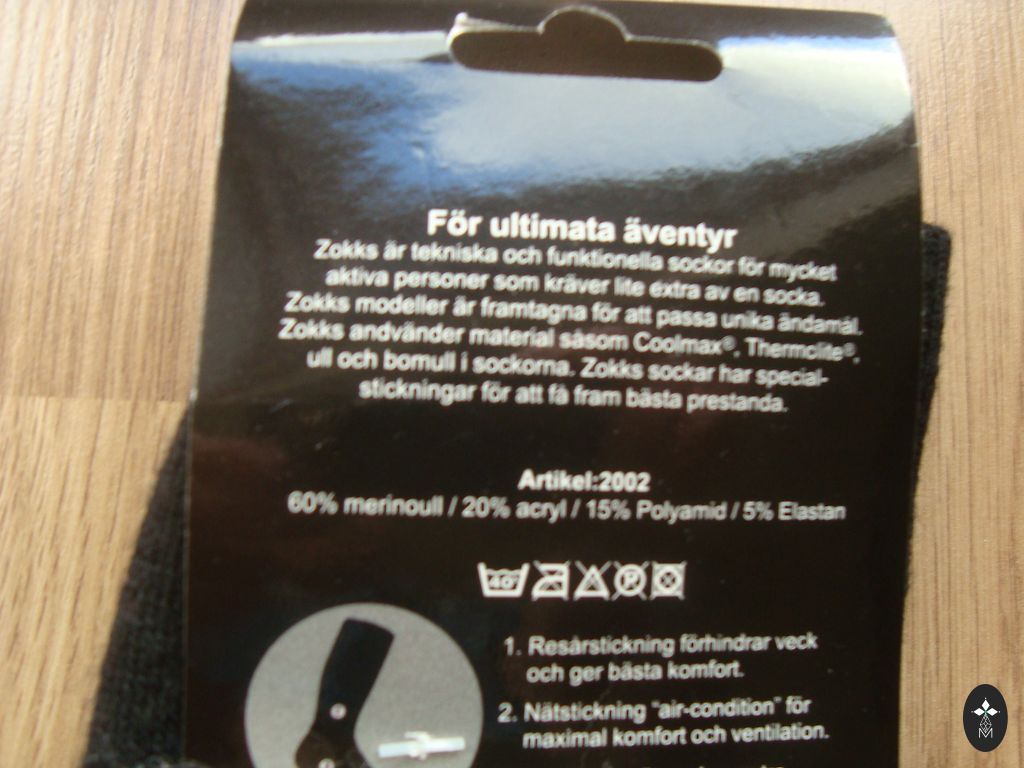 För ultimata äventyr
Zokks är tekniska och funktionella sockor för mycket
aktiva personer som kräver lite extra av en socka.
Zokks modeller är framtagna för att passa unika ändamål.
Zokks andvänder material såsom Coolmax®, Thermolite®,
ull och bomull i sockorna. Zokks sockar har special-
stickningar för att få fram bästa prestanda.
Artikel:2002
60% merinoull / 20% acryl / 15% Polyamid / 5% Elastan
40°
P
1. Resårstickning förhindrar veck
och ger bästa komfort.
2. Nätstickning "air-condition" för
maximal komfort och ventilation.
M